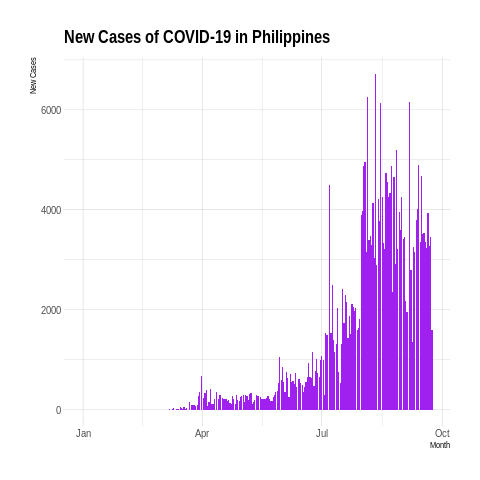 New Cases of COVID-19 in Philippines
New Cases
6000
4000
2000
0
Jan Apr Jul Oct
Month